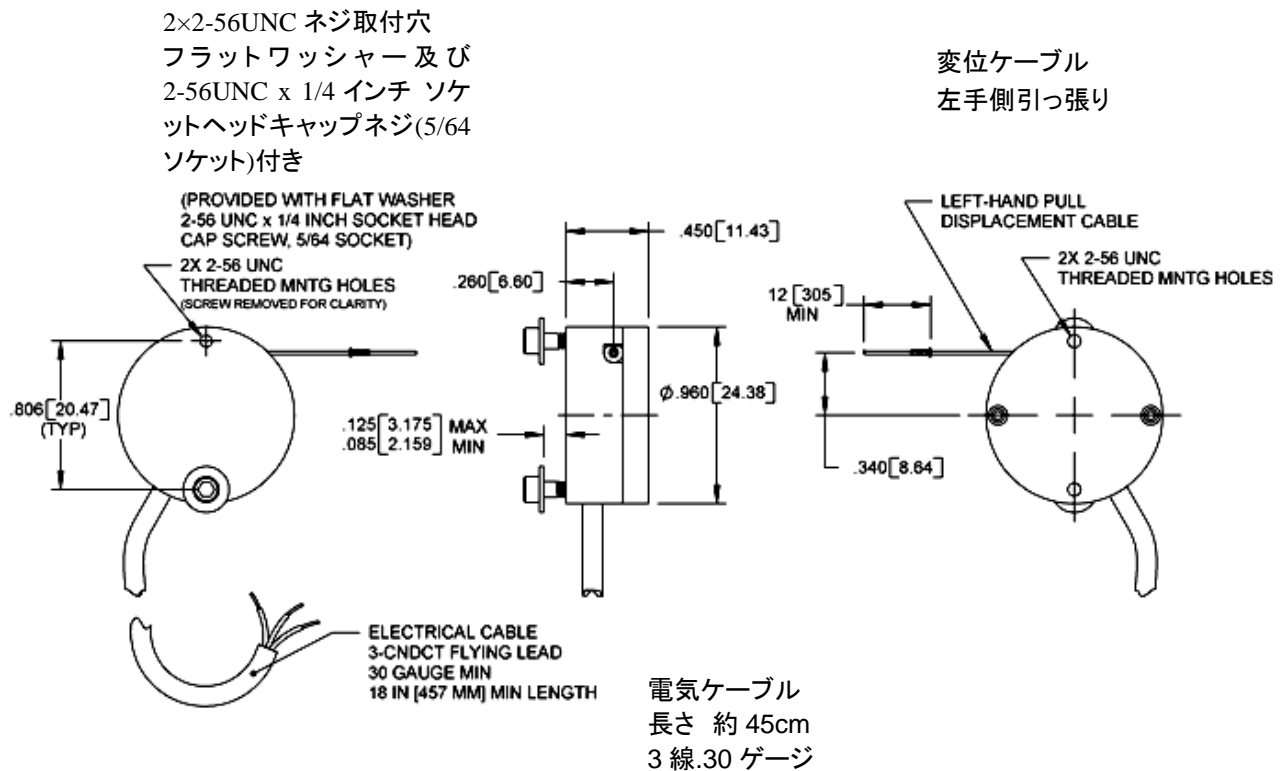 2×2-56UNC ネジ取付穴
フラットワッシャー及び
2-56UNC x 1/4 インチ ソケ
ットヘッドキャップネジ(5/64
ソケット)付き
変位ケーブル
左手側引っ張り
(PROVIDED WITH FLAT WASHER
2-56 UNC x 1/4 INCH SOCKET HEAD
CAP SCREW, 5/64 SOCKET)
2X 2-56 UNC
THREADED MNTG HOLES
(SCREW REMOVED FOR CLARITY)
.806[20.47]
(TYP)
.450[11.43]
.260[6.60]
.125[3.175] MAX
.085[2.159] MIN
Ø.960[24.38]
LEFT-HAND PULL
DISPLACEMENT CABLE
2X 2-56 UNC
THREADED MNTG HOLES
12 [305]
MIN
.340[8.64]
ELECTRICAL CABLE
3-CNDCT FLYING LEAD
30 GAUGE MIN
18 IN [457 MM] MIN LENGTH
電気ケーブル
長さ 約 45cm
3 線.30 ゲージ